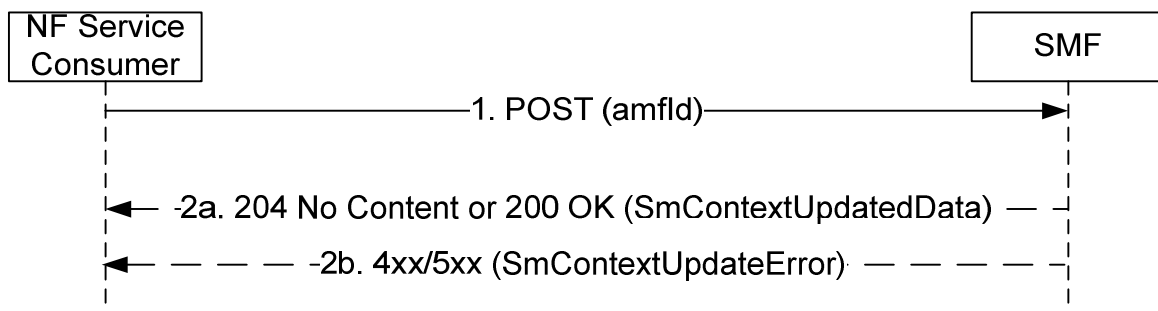 NF Service
Consumer
SMF
1. POST (amfId)
2a. 204 No Content or 200 OK (SmContextUpdatedData)
2b. 4xx/5xx (SmContextUpdateError)